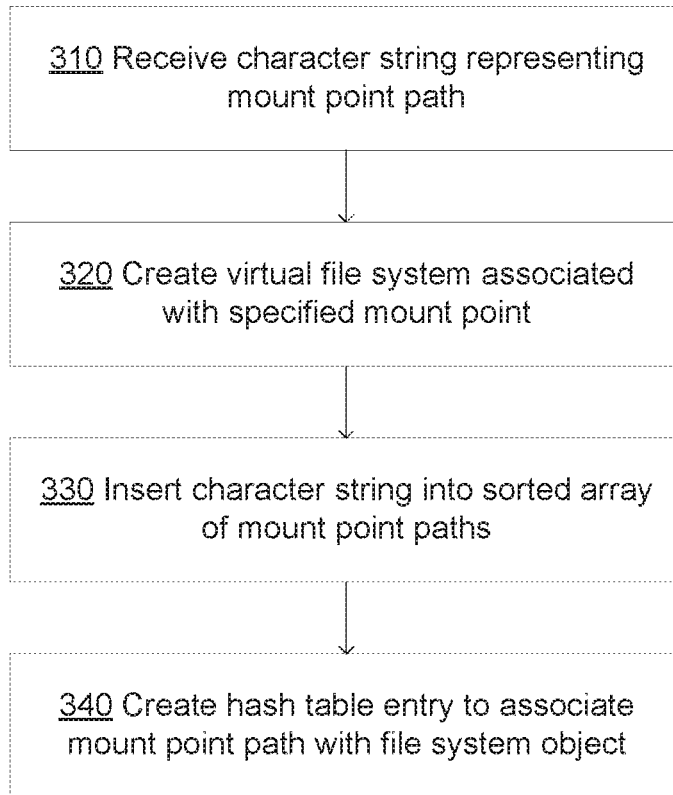 310 Receive character string representing
mount point path
320 Create virtual file system associated
with specified mount point
330 Insert character string into sorted array
of mount point paths
340 Create hash table entry to associate
mount point path with file system object